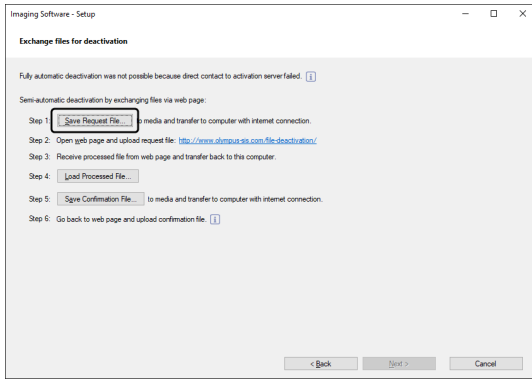 Imaging Software - Setup
Exchange files for deactivation
Fully automatic deactivation was not possible because direct contact to activation server failed. i
Semi-automatic deactivation by exchanging files via web page:
Step 1: Save Request File... to media and transfer to computer with internet connection.
Step 2: Open web page and upload request file: http://www.olympus-sis.com/file-deactivation/
Step 3: Receive processed file from web page and transfer back to this computer.
Step 4: Load Processed File...
Step 5: Save Confirmation File... to media and transfer to computer with internet connection.
Step 6: Go back to web page and upload confirmation file. i
< Back Next > Cancel